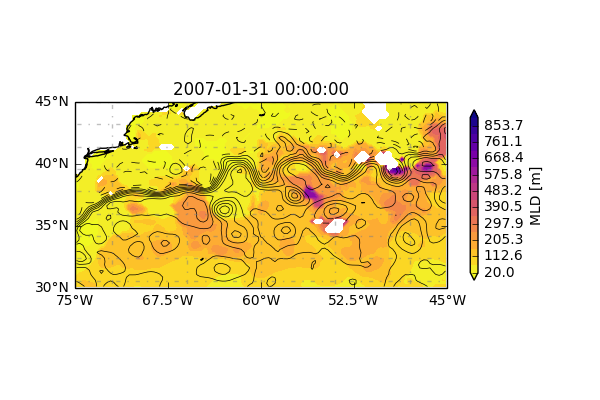 2007-01-31 00:00:00
45°N
40°N
35°N
30°N
75°W
67.5°W
60°W
52.5°W
45°W
853.7
761.1
668.4
575.8
483.2
390.5
297.9
205.3
112.6
20.0
MLD [m]